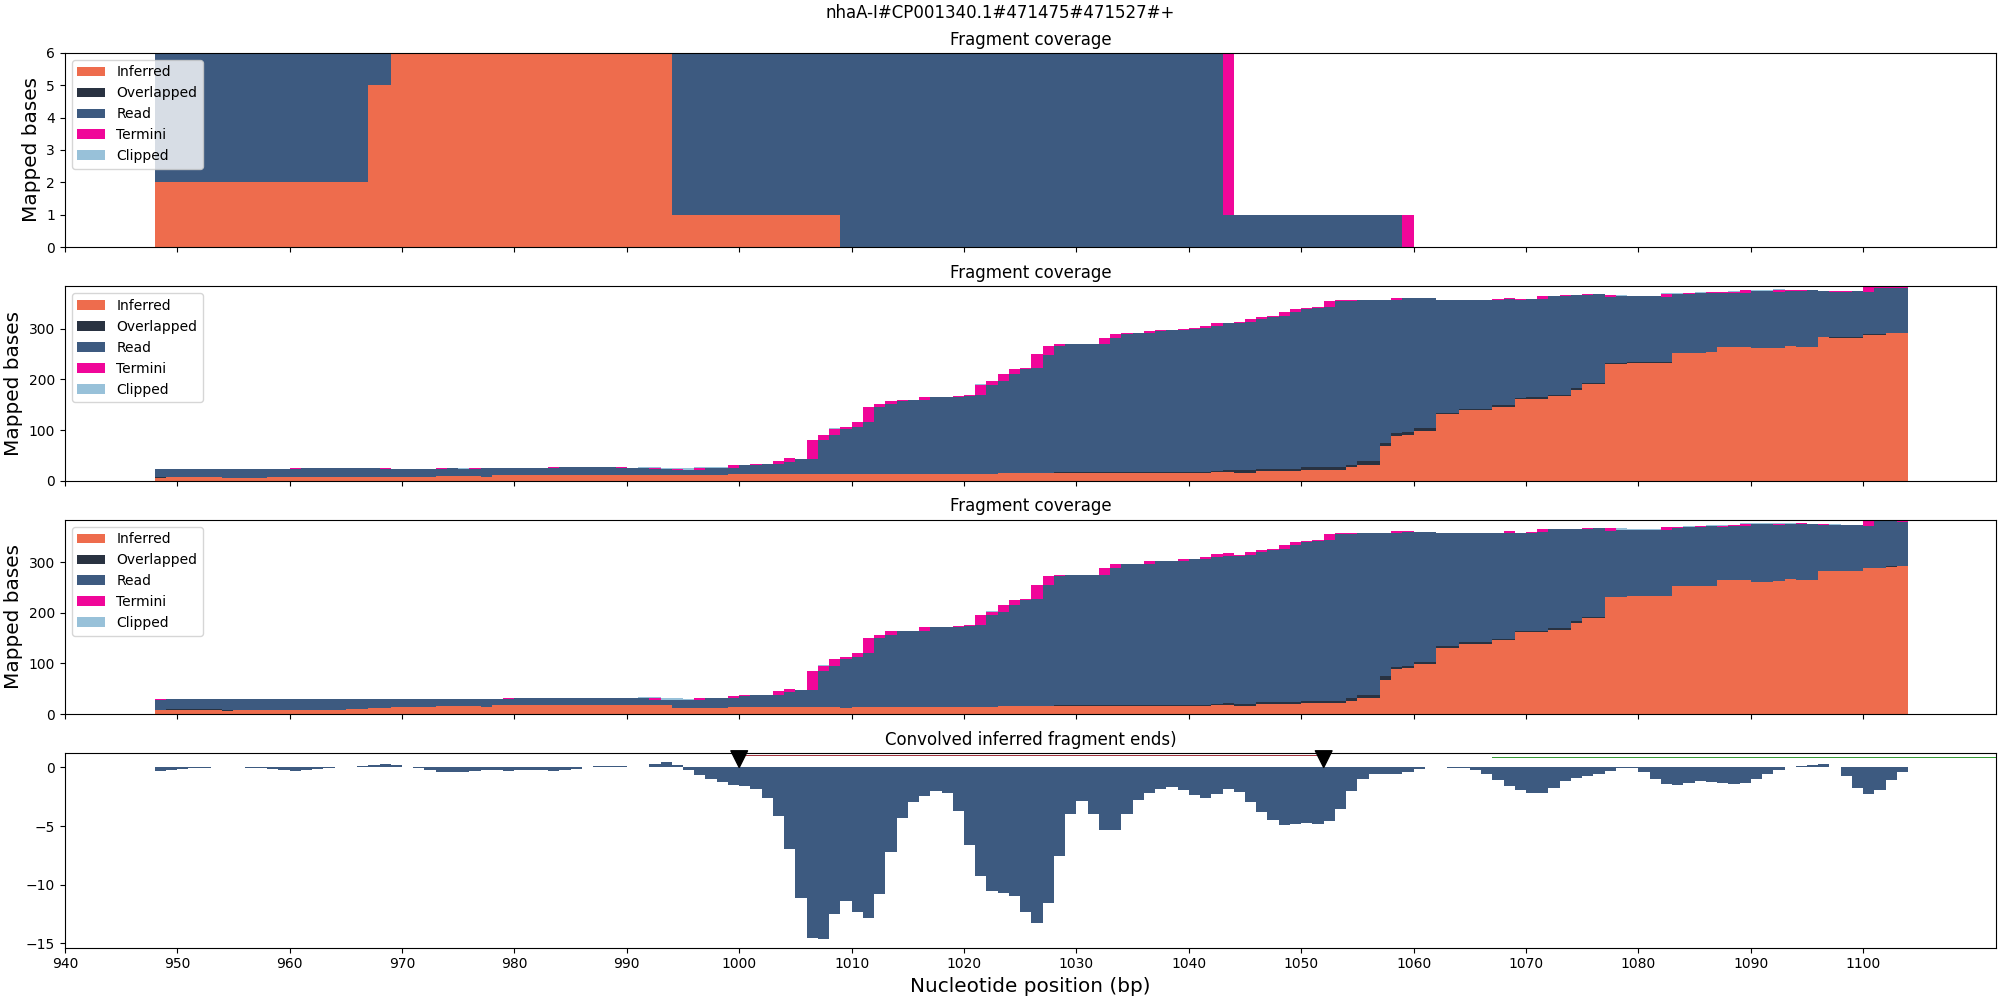 nhaA-I#CP001340.1#471475#471527#+
Fragment coverage
Mapped bases
6
5
4
3
2
1
0
Inferred
Overlapped
Read
Termini
Clipped
Fragment coverage
Mapped bases
300
200
100
0
Inferred
Overlapped
Read
Termini
Clipped
Fragment coverage
Mapped bases
300
200
100
0
Inferred
Overlapped
Read
Termini
Clipped
Convolved inferred fragment ends)
0
−5
−10
−15
940 950 960 970 980 990 1000 1010 1020 1030 1040 1050 1060 1070 1080 1090 1100
Nucleotide position (bp)